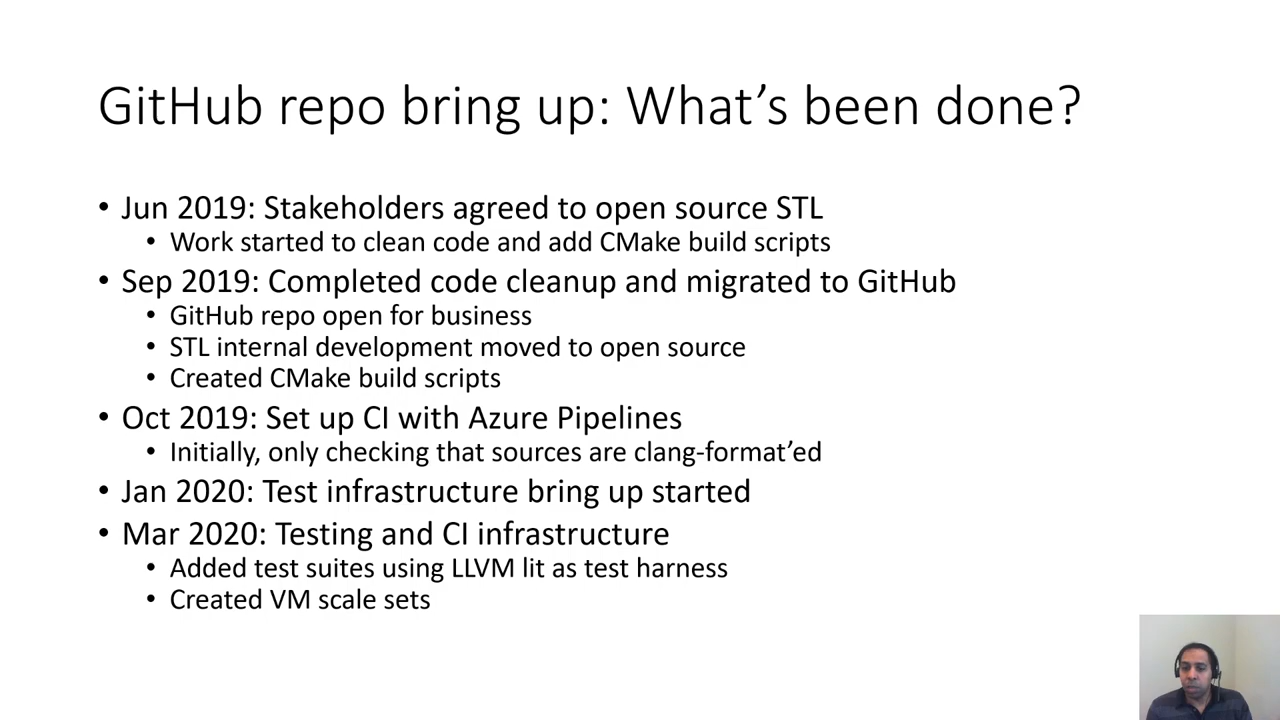 GitHub repo bring up: What’s been done?
• Jun 2019: Stakeholders agreed to open source STL
• Work started to clean code and add CMake build scripts
• Sep 2019: Completed code cleanup and migrated to GitHub
• GitHub repo open for business
• STL internal development moved to open source
• Created CMake build scripts
• Oct 2019: Set up CI with Azure Pipelines
• Initially, only checking that sources are clang-format’ed
• Jan 2020: Test infrastructure bring up started
• Mar 2020: Testing and CI infrastructure
• Added test suites using LLVM lit as test harness
• Created VM scale sets